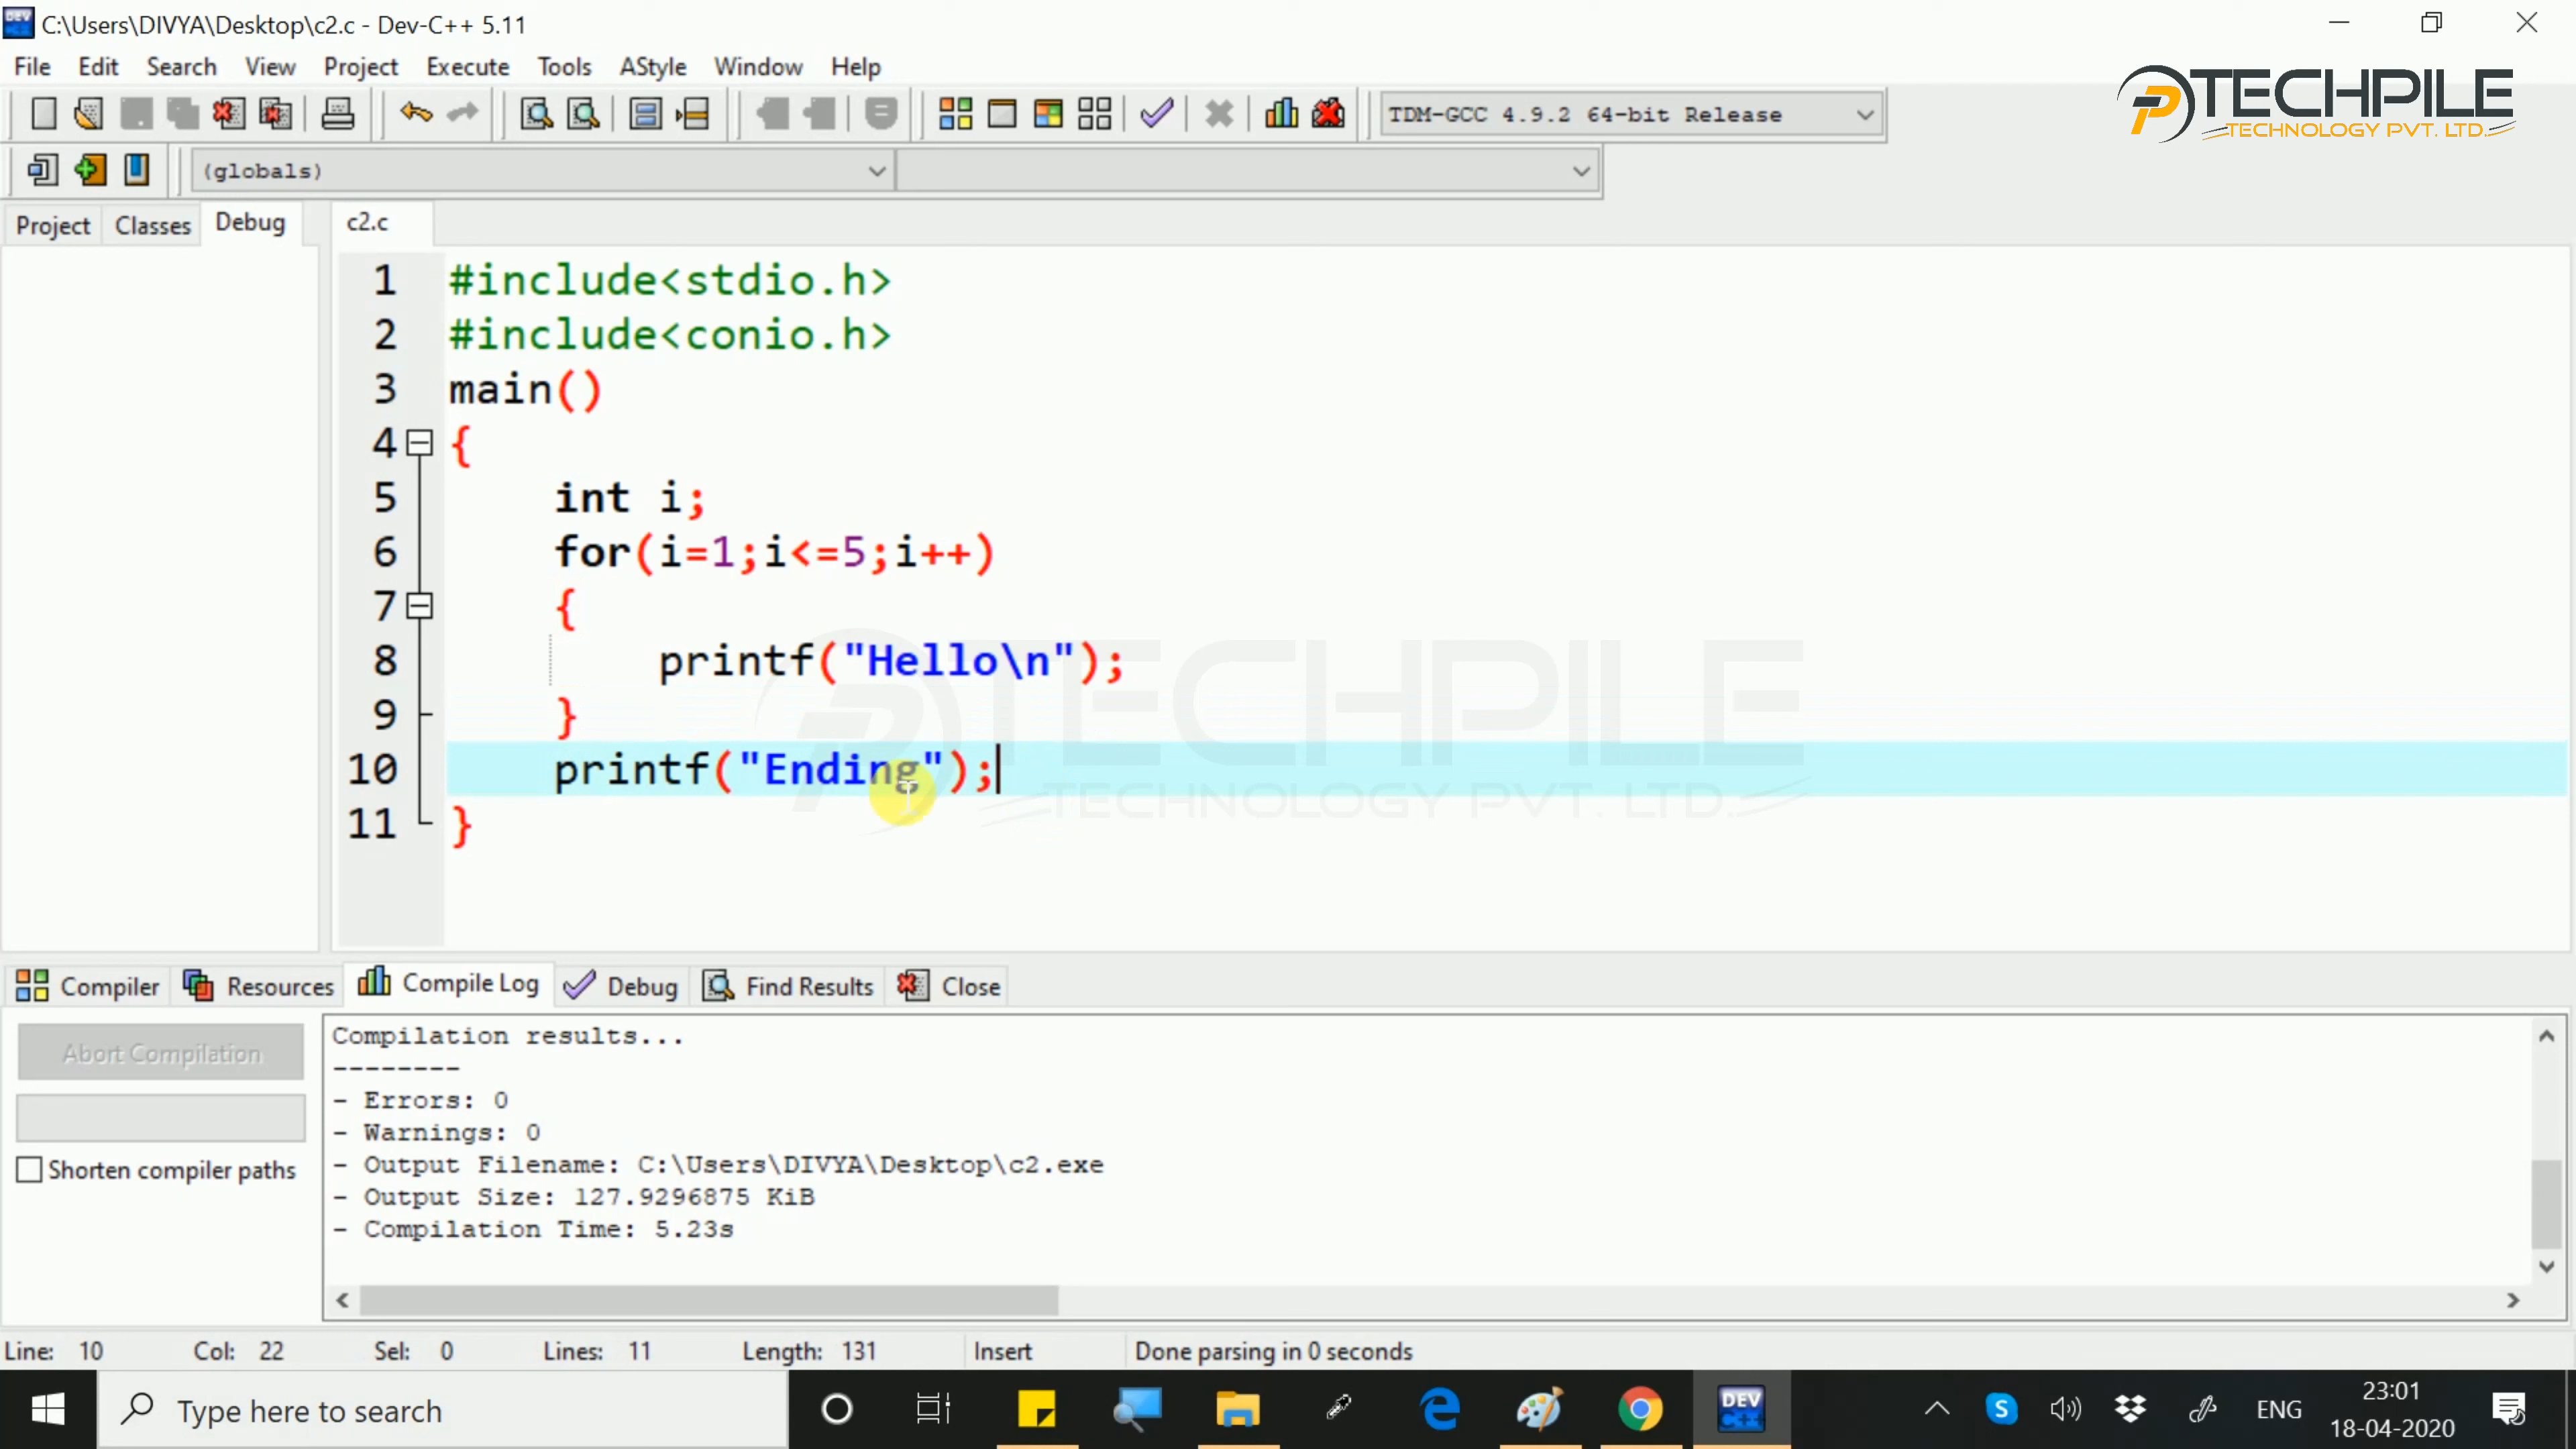 C:\Users\DIVYA\Desktop\c2.c - Dev-C++ 5.11
File Edit Search View Project Execute Tools AStyle Window Help
TECHPILE
TECHNOLOGY PVT. LTD.
TDM-GCC 4.9.2 64-bit Release
(globals)
Project Classes Debug c2.c
1 #include<stdio.h>
2 #include<conio.h>
3 main()
4 {
5 int i;
6 for(i=1;i<=5;i++)
7 {
8 printf("Hello\n");
9 }
10 printf("Ending");
11 }
TECHPILE
TECHNOLOGY PVT. LTD.
Compiler Resources Compile Log Debug Find Results Close
Abort Compilation
Shorten compiler paths
Compilation results...
--------
- Errors: 0
- Warnings: 0
- Output Filename: C:\Users\DIVYA\Desktop\c2.exe
- Output Size: 127.9296875 KiB
- Compilation Time: 5.23s
Line: 10 Col: 22 Sel: 0 Lines: 11 Length: 131 Insert Done parsing in 0 seconds
Type here to search
DEV C++
ENG
23:01
18-04-2020